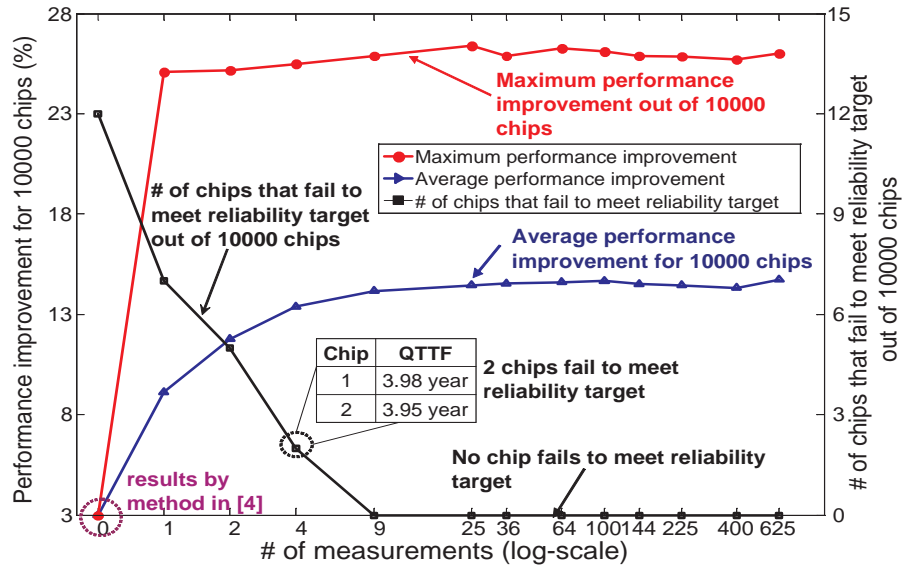 28
23
18
13
8
3
Performance improvement for 10000 chips (%)
15
12
9
6
3
0
# of chips that fail to meet reliability target
out of 10000 chips
Maximum performance
improvement out of 10000
chips
Maximum performance improvement
Average performance improvement
# of chips that fail to meet reliability target
# of chips that fail to
meet reliability target
out of 10000 chips
Average performance
improvement for 10000 chips
Chip QTTF
1 3.98 year
2 3.95 year
2 chips fail to meet
reliability target
No chip fails to meet reliability
target
results by
method in [4]
0 1 2 4 9 25 36 64 100 144 225 400 625
# of measurements (log-scale)